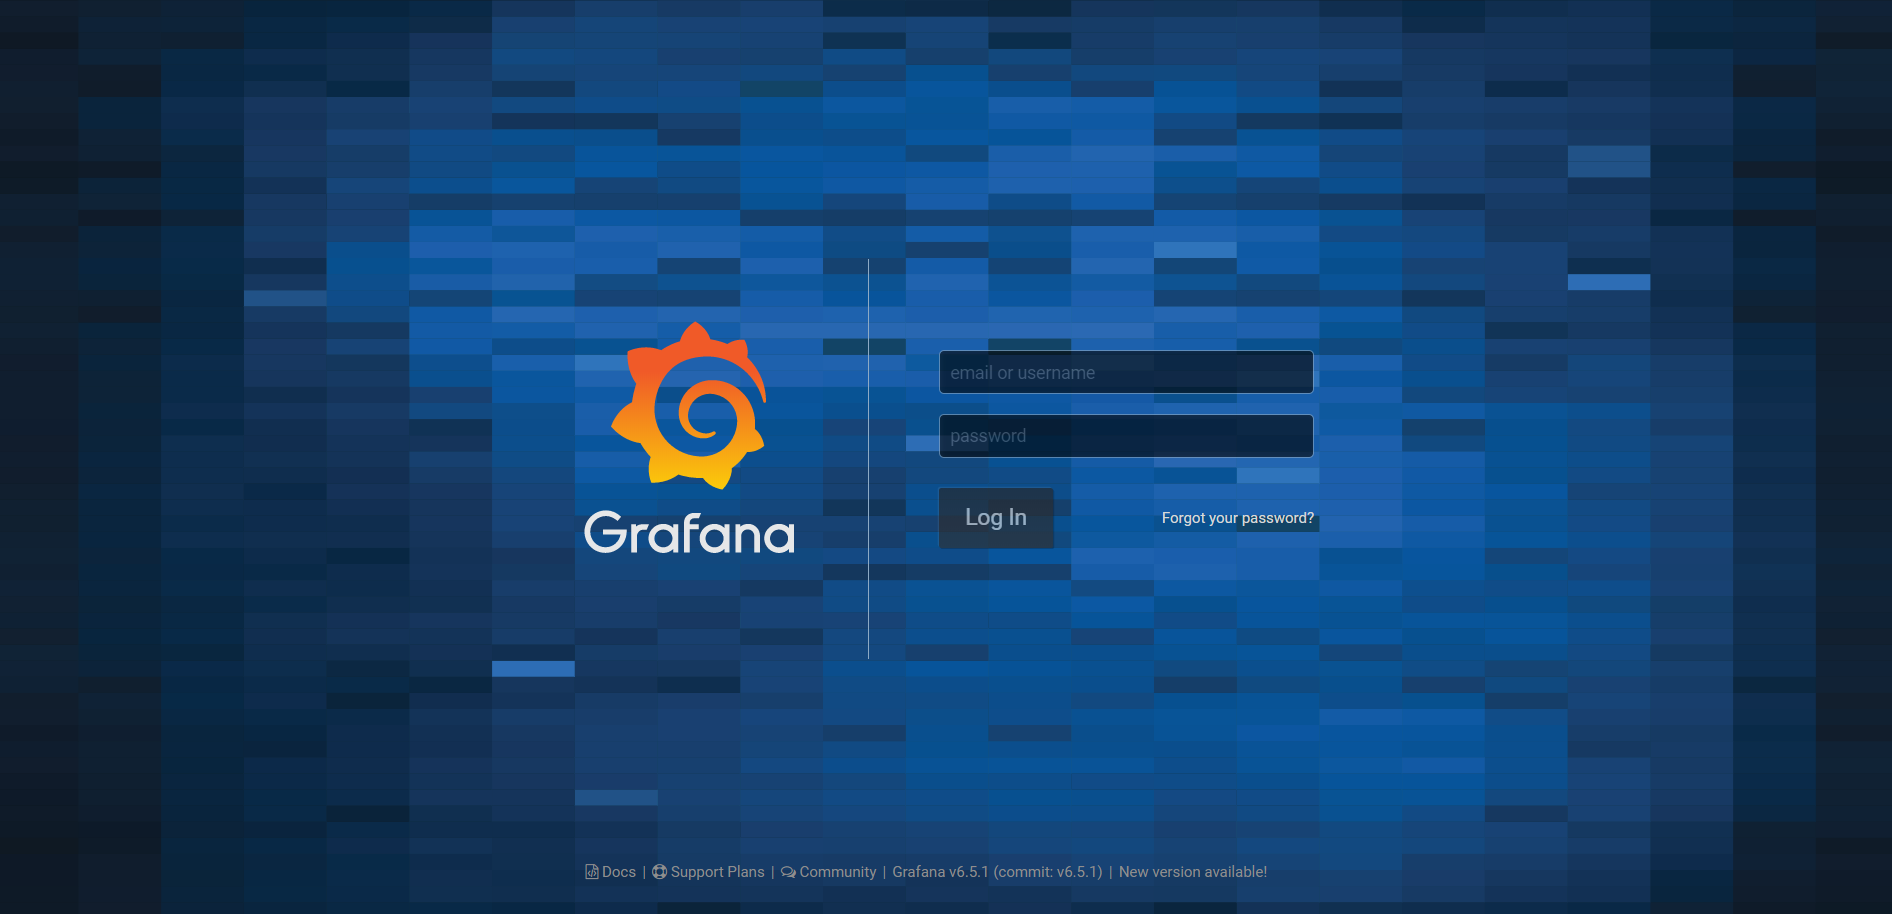 Grafana
email or username
password
Log In
Forgot your password?
Docs | Support Plans | Community | Grafana v6.5.1 (commit: v6.5.1) | New version available!